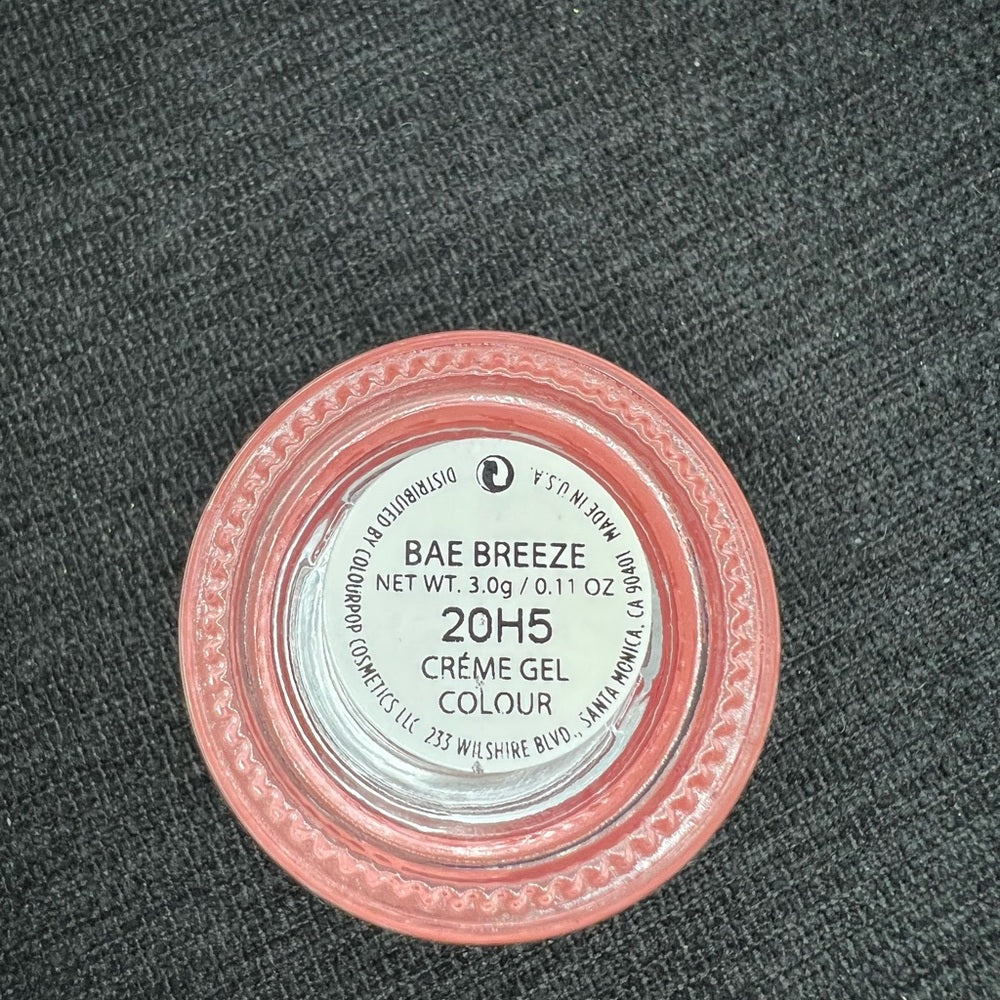 BAE BREEZE
NET WT. 3.0g / 0.11 OZ
20H5
CRÉME GEL
COLOUR
DISTRIBUTED BY COLOURPOP COSMETICS LLC 233 WILSHIRE BLVD., SANTA MONICA, CA 90401 MADE IN U.S.A.